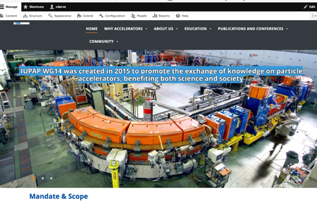 Manage
Shortcuts
cdarve
Edit
Content
Structure
Appearance
Extend
Configuration
People
Reports
Help
HOME
WHY ACCELERATORS
ABOUT US
EDUCATION
PUBLICATIONS AND CONFERENCES
COMMUNITY
IUPAP WG14 was created in 2015 to promote the exchange of knowledge on particle
accelerators, benefiting both science and society
Mandate & Scope